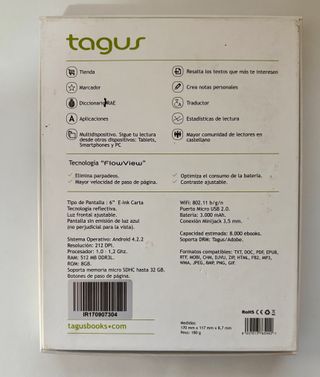 tagus
Tienda
Resalta los textos que más te interesen
Marcador
Crea notas personales
Diccionario RAE
Traductor
Aplicaciones
Estadísticas de lectura
Multidispositivo. Sigue tu lectura
desde otros dispositivos: Tablets,
Smartphones y PC
Mayor comunidad de lectores en
castellano
Tecnología "FlowView"
Elimina parpadeos.
Mayor velocidad de paso de página.
Optimiza el consumo de la batería.
Contraste ajustable.
Tipo de Pantalla : 6" E-Ink Carta
Tecnología reflectiva.
Luz frontal ajustable.
Pantalla sin emisión de luz azul
(no perjudicial para la vista).
Sistema Operativo: Android 4.2.2
Resolución: 212 DPI.
Procesador: 1.0 - 1,2 Ghz.
RAM: 512 MB DDR3L.
ROM: 8GB.
Soporta memoria micro SDHC hasta 32 GB.
Botones de paso de página.
Wifi: 802.11 b/g/n
Puerto Micro USB 2.0.
Batería: 3.000 mAh.
Conexión Minijack 3,5 mm.
Capacidad estimada: 8.000 ebooks.
Soporta DRM: Tagus/Adobe.
Formatos compatibles: TXT, DOC, PDF, EPUB,
RTF, MOBI, CHM, DJVU, ZIP, HTML, FB2, MP3,
WMA, JPEG, BMP, PNG, GIF.
IR170907304
tagusbooks.com
RoHS CE
Medidas:
170 mm x 117 mm x 8,7 mm
Peso: 180 g